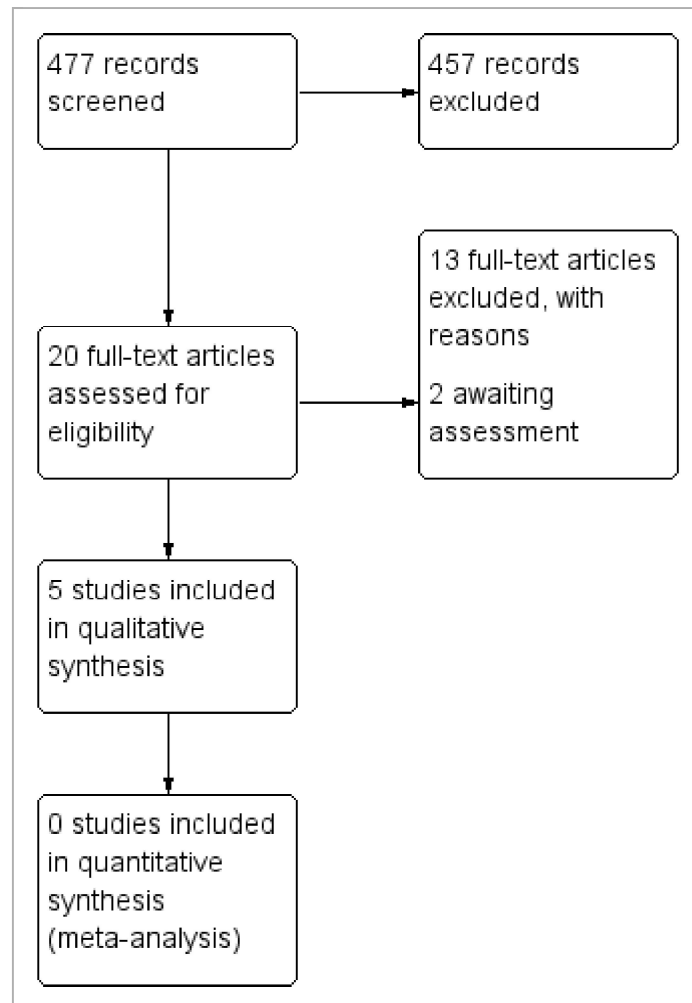 477 records
screened
457 records
excluded
13 full-text articles
excluded, with
reasons
2 awaiting
assessment
20 full-text articles
assessed for
eligibility
5 studies included
in qualitative
synthesis
0 studies included
in quantitative
synthesis
(meta-analysis)